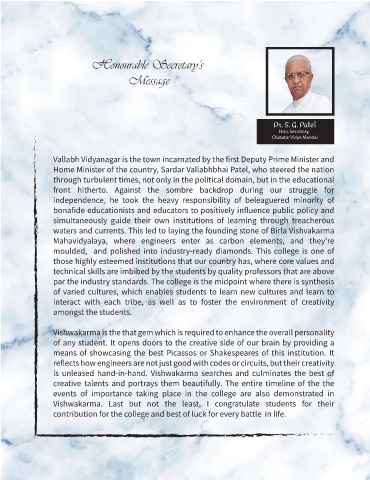 Honourable Secretary's
Message
Dr. S. G. Patel
Hon. Secretary,
Charutar Vidya Mandal
Vallabh Vidyanagar is the town incarnated by the first Deputy Prime Minister and
Home Minister of the country, Sardar Vallabhbhai Patel, who steered the nation
through turbulent times, not only in the political domain, but in the educational
front hitherto. Against the sombre backdrop during our struggle for
independence, he took the heavy responsibility of beleaguered minority of
bonafide educationists and educators to positively influence public policy and
simultaneously guide their own institutions of learning through treacherous
waters and currents. This led to laying the founding stone of Birla Vishvakarma
Mahavidyalaya, where engineers enter as carbon elements, and they're
moulded, and polished into industry-ready diamonds. This college is one of
those highly esteemed institutions that our country has, where core values and
technical skills are imbibed by the students by quality professors that are above
par the industry standards. The college is the midpoint where there is synthesis
of varied cultures, which enables students to learn new cultures and learn to
interact with each tribe, as well as to foster the environment of creativity
amongst the students.
Vishwakarma is the that gem which is required to enhance the overall personality
of any student. It opens doors to the creative side of our brain by providing a
means of showcasing the best Picassos or Shakespeares of this institution. It
reflects how engineers are not just good with codes or circuits, but their creativity
is unleased hand-in-hand. Vishwakarma searches and culminates the best of
creative talents and portrays them beautifully. The entire timeline of the the
events of importance taking place in the college are also demonstrated in
Vishwakarma. Last but not the least, I congratulate students for their
contribution for the college and best of luck for every battle in life.